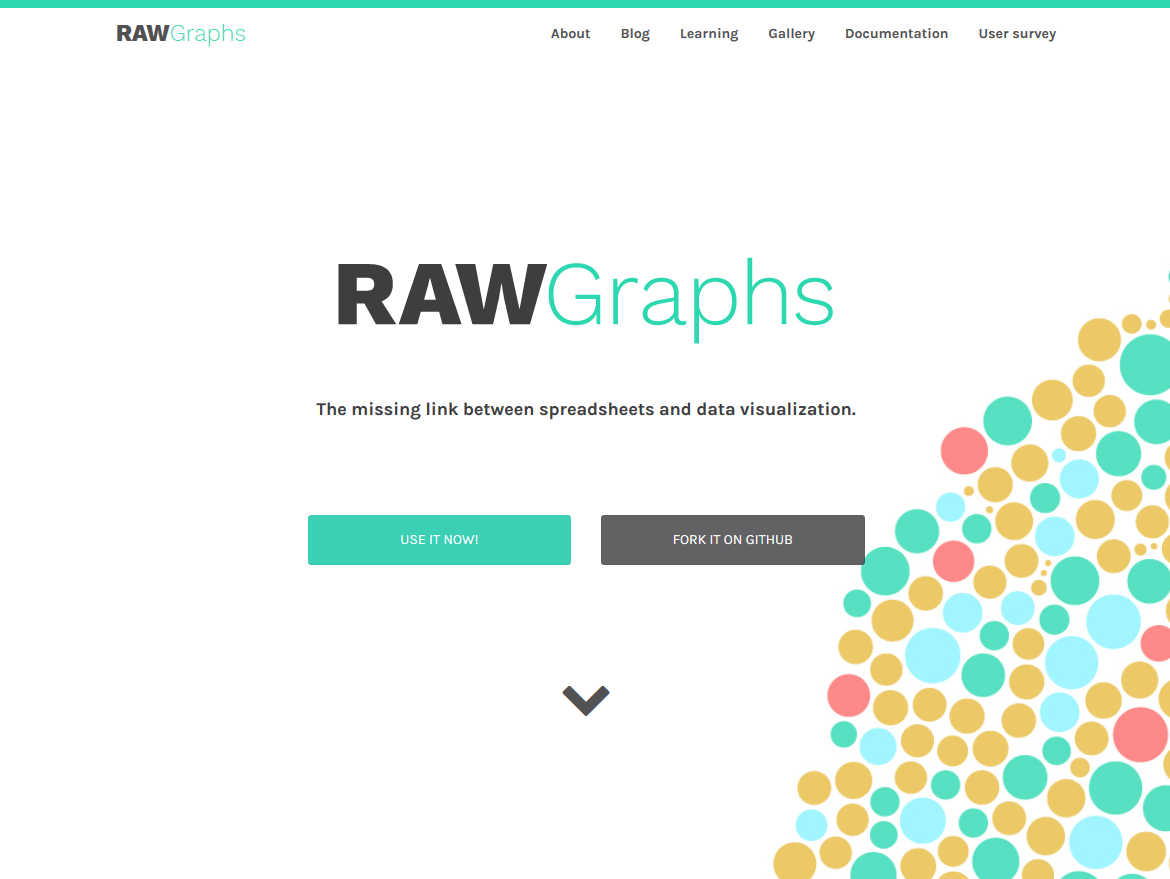 RAWGraphs
About Blog Learning Gallery Documentation User survey
RAWGraphs
The missing link between spreadsheets and data visualization.
USE IT NOW!
FORK IT ON GITHUB